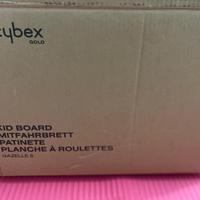 cybex
GOLD
KID BOARD
MITFAHRBRETT
PATINETE
PLANCHE À ROULETTES
GAZELLE S